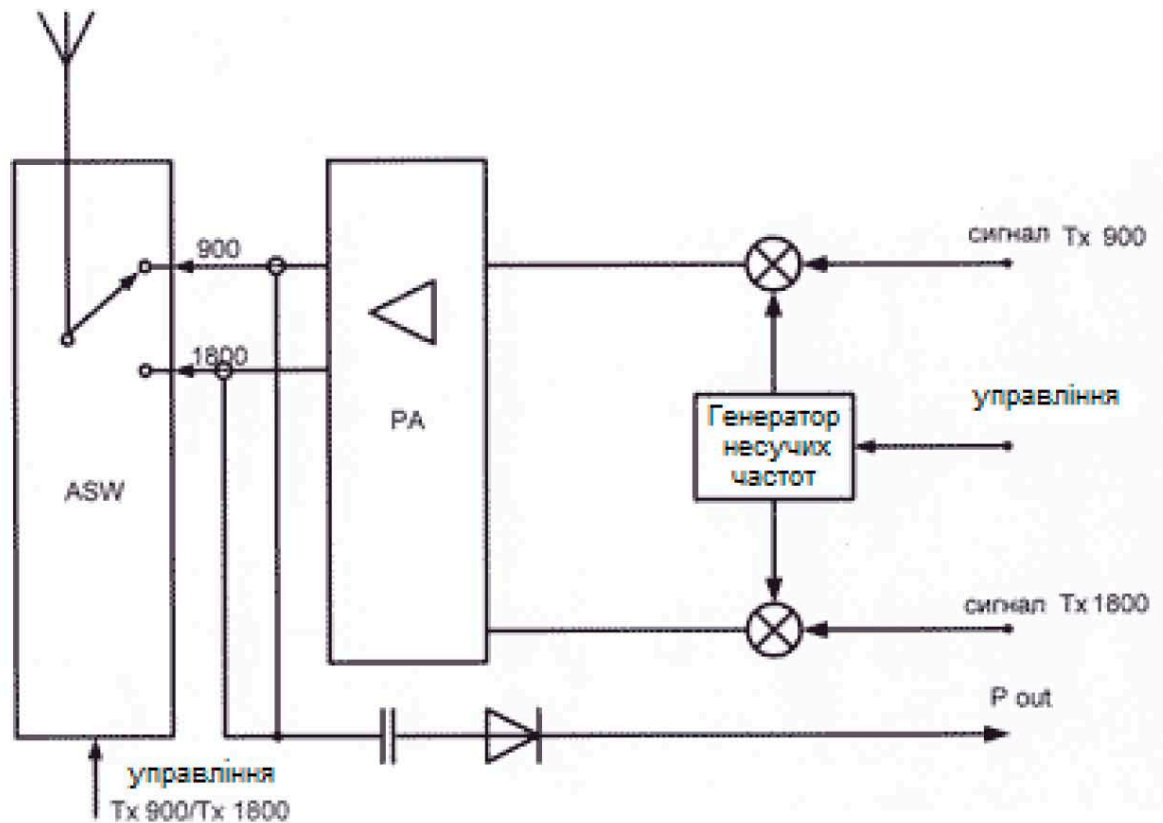 900
сигнал Tx 900
1800
управління
PA
Генератор
несучих
частот
ASW
сигнал Tx 1800
P out
управління
Tx 900/Tx 1800